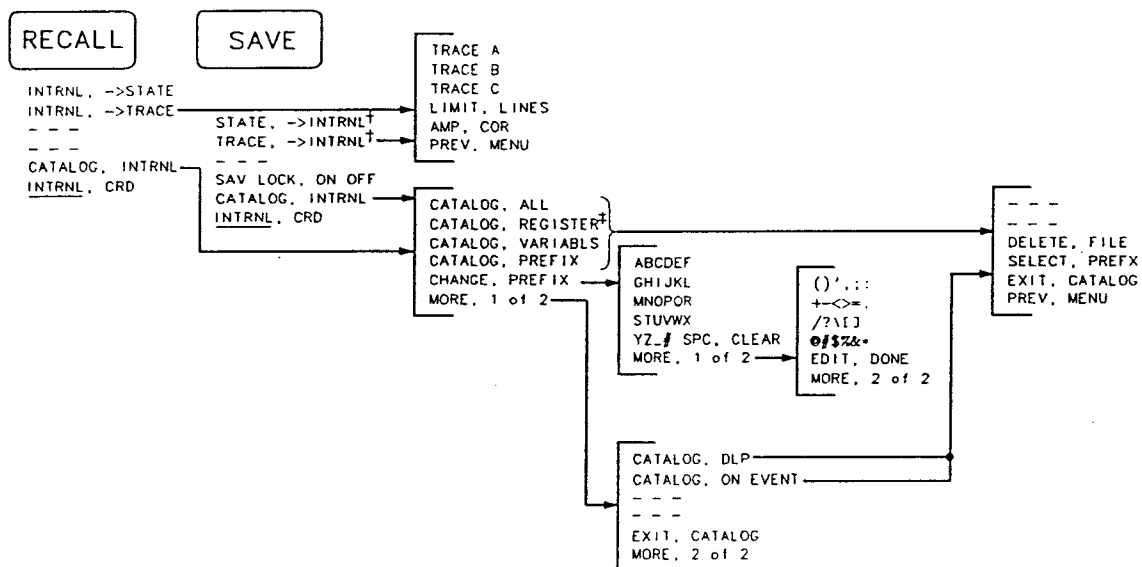 RECALL
SAVE
INTRNL, ->STATE
INTRNL, ->TRACE
- - -
- - -
CATALOG, INTRNL
INTRNL, CRD
STATE, ->INTRNL†
TRACE, ->INTRNL†
- - -
SAV LOCK, ON OFF
CATALOG, INTRNL
INTRNL, CRD
TRACE A
TRACE B
TRACE C
LIMIT, LINES
AMP, COR
PREV, MENU
CATALOG, ALL
CATALOG, REGISTER‡
CATALOG, VARIABLS
CATALOG, PREFIX
CHANGE, PREFIX
MORE, 1 of 2
ABCDEF
GHIJKL
MNOPQR
STUVWX
YZ_# SPC, CLEAR
MORE, 1 of 2
()',;:
+-<>=.
/?\[]
@#$%&*
EDIT, DONE
MORE, 2 of 2
- - -
- - -
DELETE, FILE
SELECT, PREFX
EXIT, CATALOG
PREV, MENU
CATALOG, DLP
CATALOG, ON EVENT
- - -
- - -
EXIT, CATALOG
MORE, 2 of 2